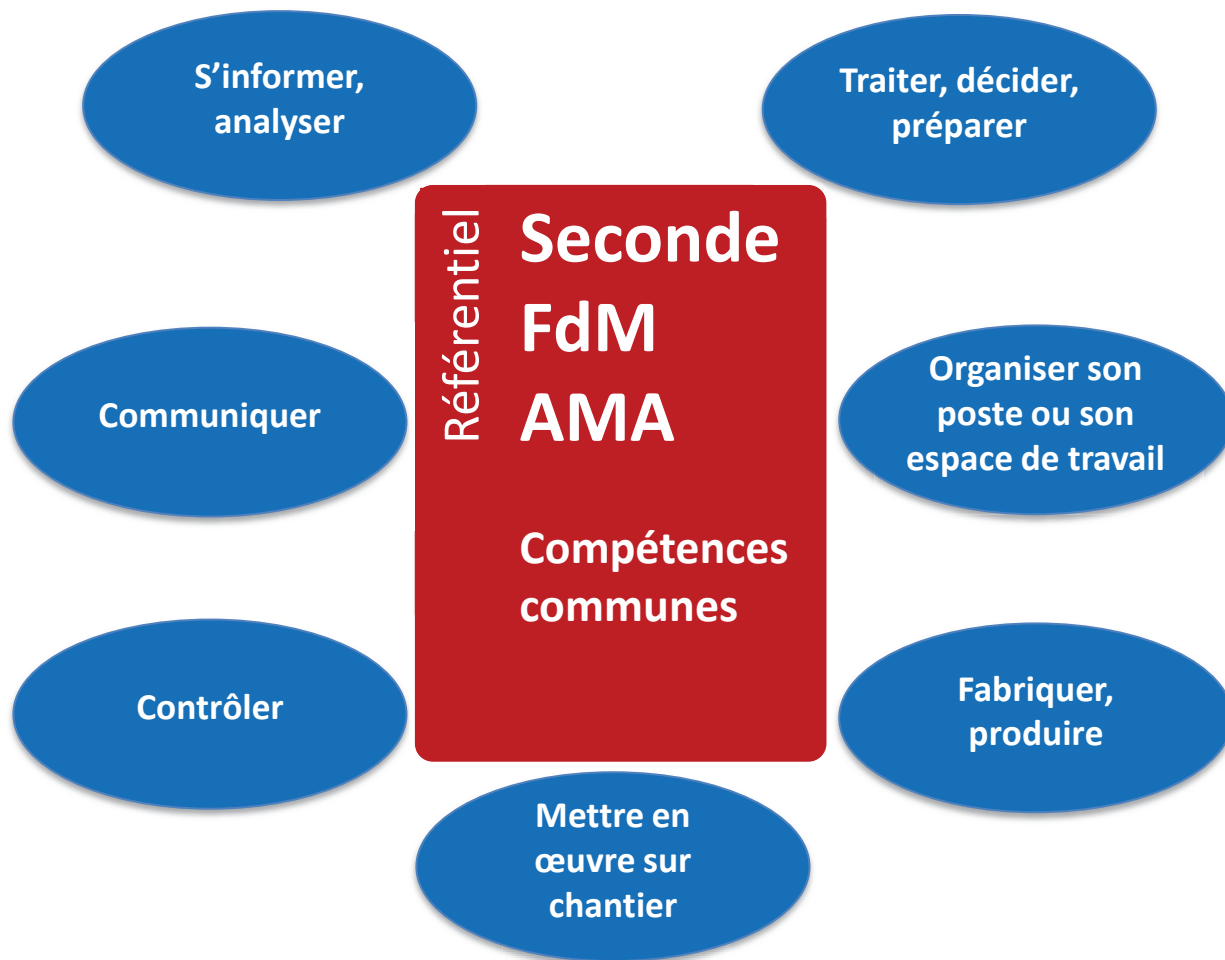 S’informer,
analyser
Traiter, décider,
préparer
Référentiel
Seconde
FdM
AMA
Compétences
communes
Communiquer
Organiser son
poste ou son
espace de travail
Contrôler
Fabriquer,
produire
Mettre en
œuvre sur
chantier